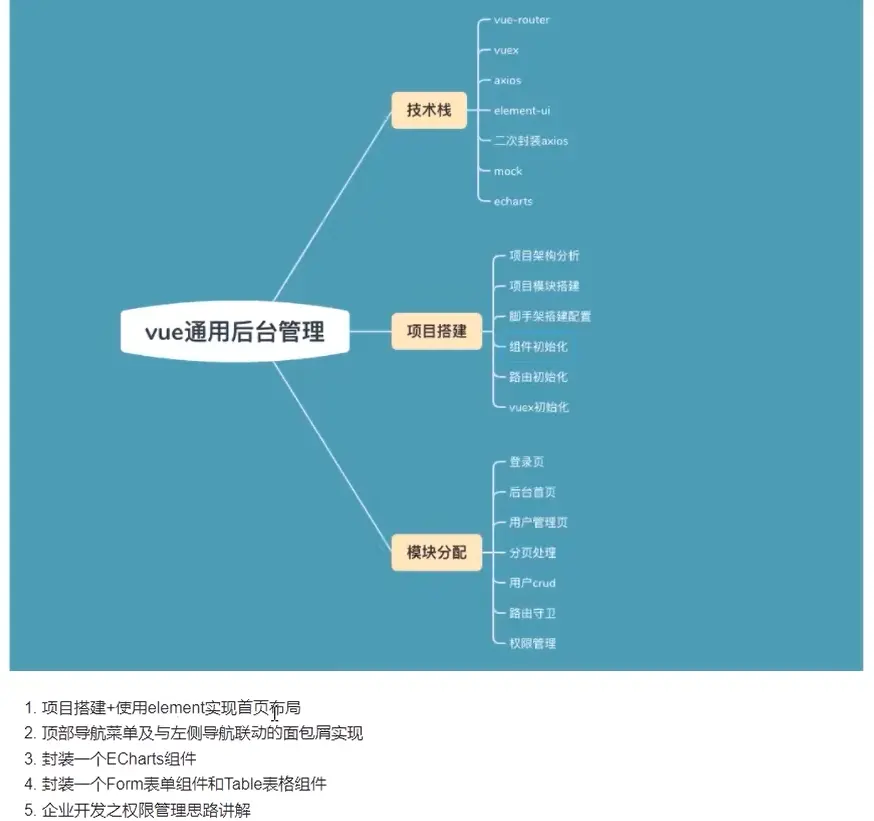 vue通用后台管理
技术栈
vue-router
vuex
axios
element-ui
二次封装axios
mock
echarts
项目搭建
项目架构分析
项目模块搭建
脚手架搭建配置
组件初始化
路由初始化
vuex初始化
模块分配
登录页
后台首页
用户管理页
分页处理
用户crud
路由守卫
权限管理
1. 项目搭建+使用element实现首页布局
2. 顶部导航菜单及与左侧导航联动的面包屑实现
3. 封装一个ECharts组件
4. 封装一个Form表单组件和Table表格组件
5. 企业开发之权限管理思路讲解